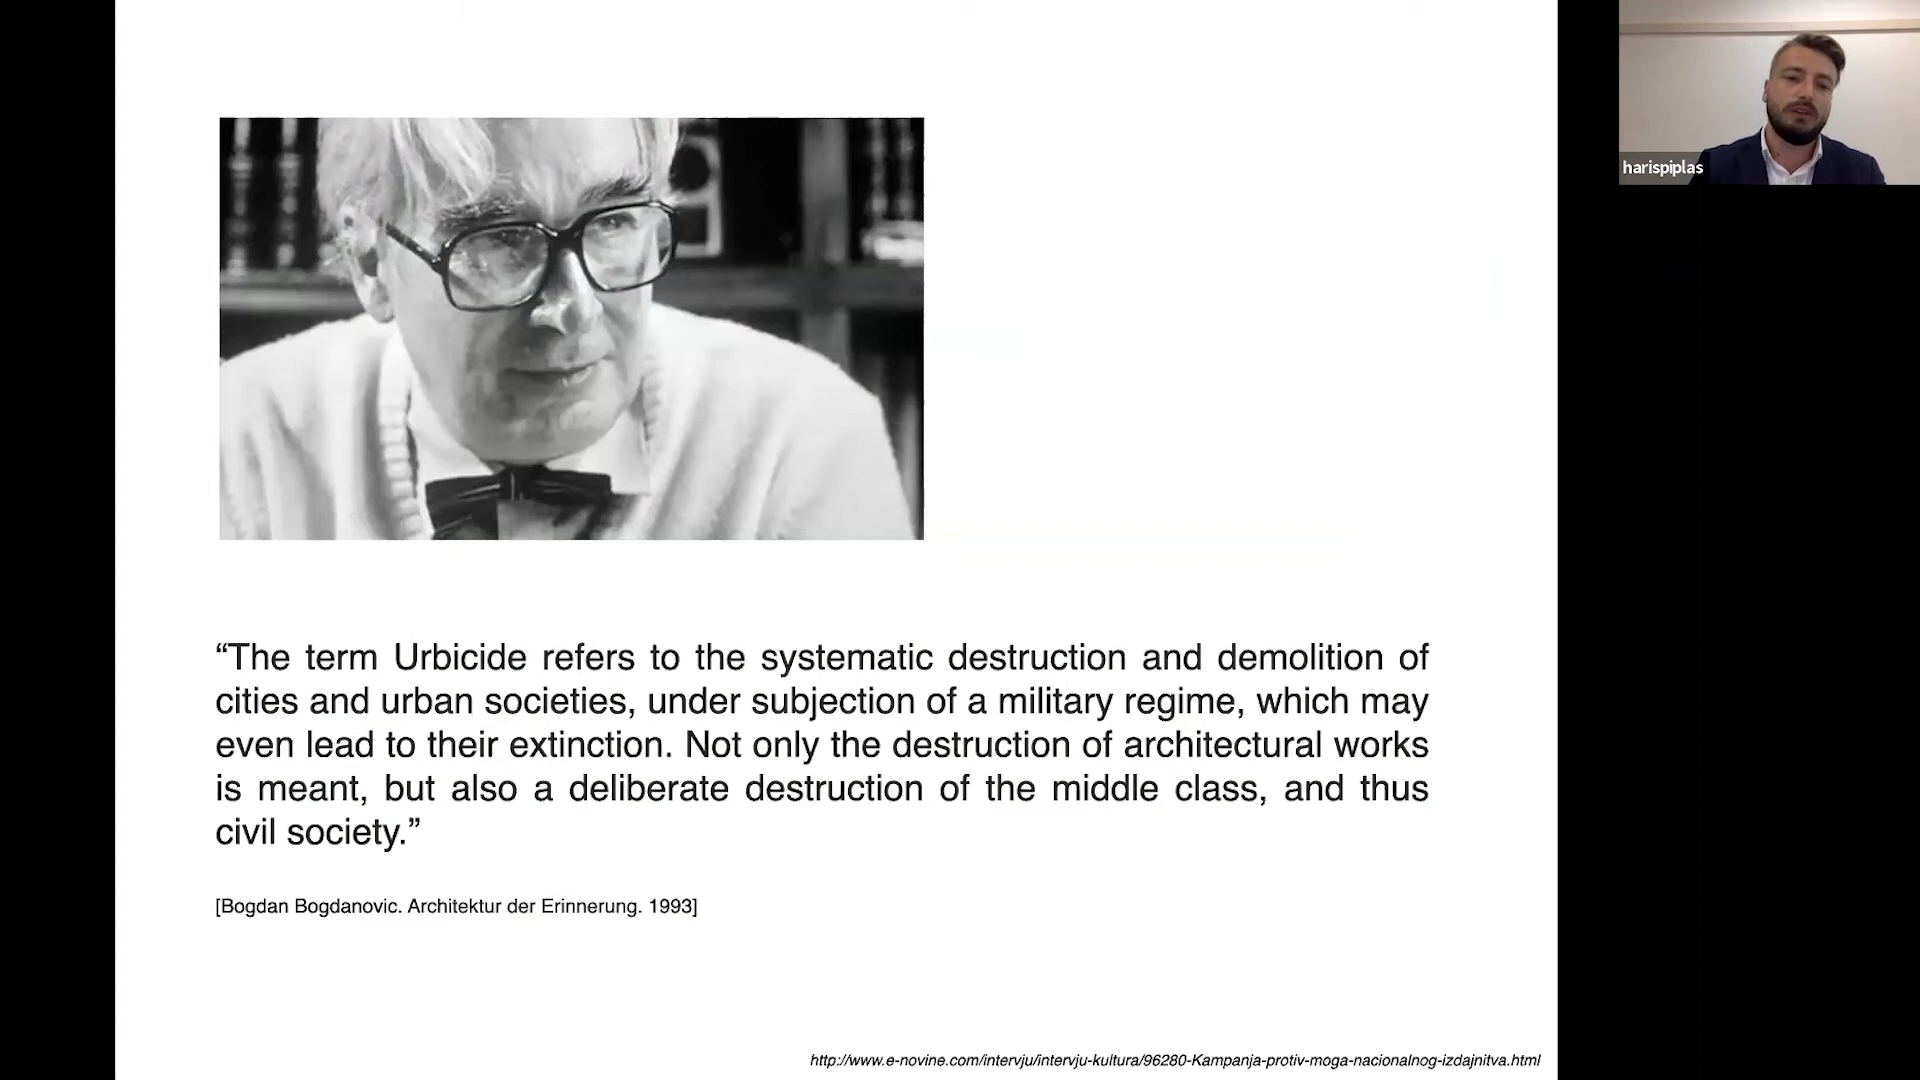 harispiplas
“The term Urbicide refers to the systematic destruction and demolition of
cities and urban societies, under subjection of a military regime, which may
even lead to their extinction. Not only the destruction of architectural works
is meant, but also a deliberate destruction of the middle class, and thus
civil society.”
[Bogdan Bogdanovic. Architektur der Erinnerung. 1993]
http://www.e-novine.com/intervju/intervju-kultura/96280-Kampanja-protiv-moga-nacionalnog-izdajnitva.html